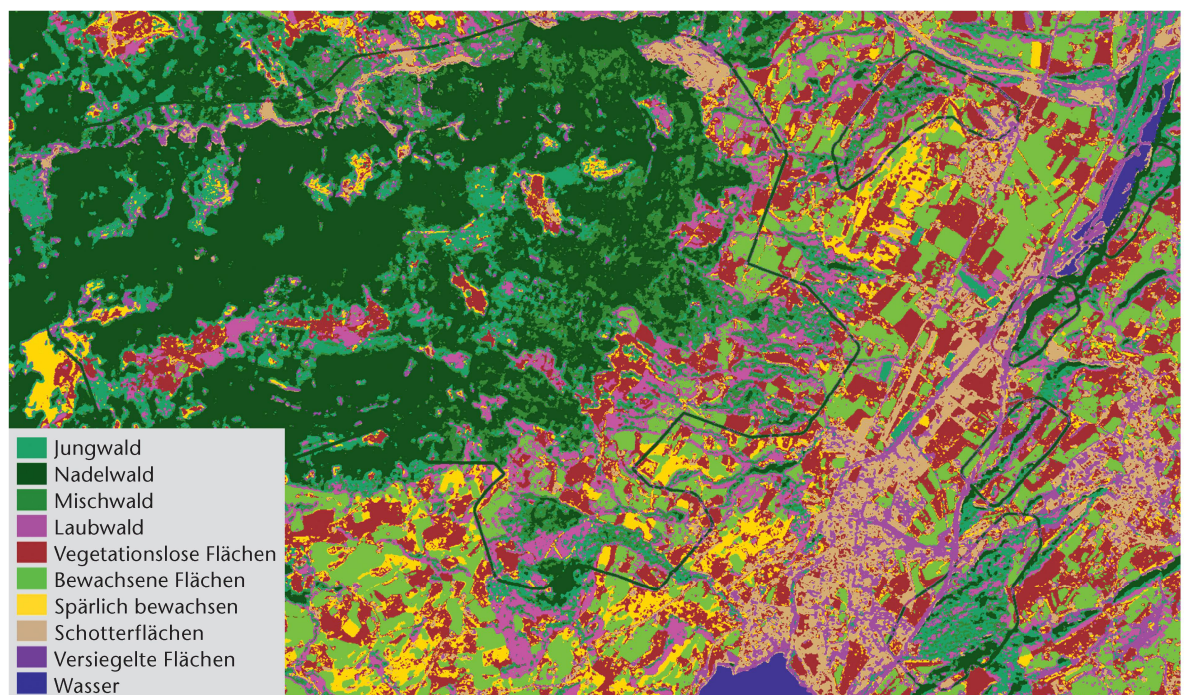 Jungwald
Nadelwald
Mischwald
Laubwald
Vegetationslose Flächen
Bewachsene Flächen
Spärlich bewachsen
Schotterflächen
Versiegelte Flächen
Wasser